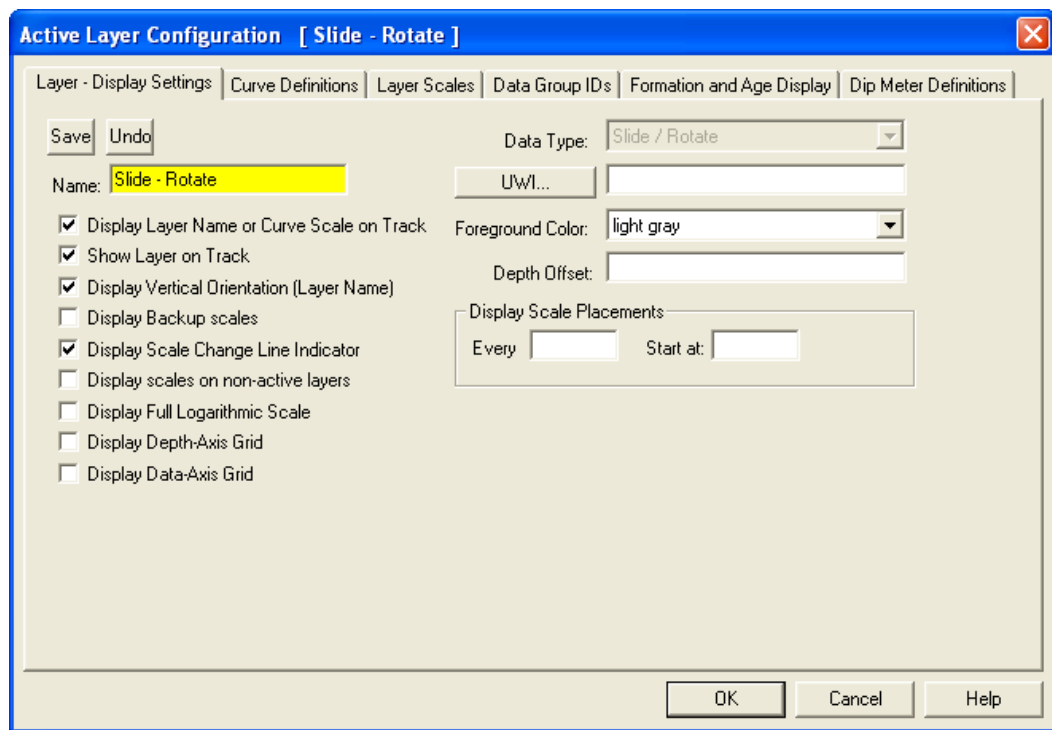 Active Layer Configuration [ Slide - Rotate ]
Layer - Display Settings Curve Definitions Layer Scales Data Group IDs Formation and Age Display Dip Meter Definitions
Save Undo
Name: Slide - Rotate
Display Layer Name or Curve Scale on Track
Show Layer on Track
Display Vertical Orientation (Layer Name)
Display Backup scales
Display Scale Change Line Indicator
Display scales on non-active layers
Display Full Logarithmic Scale
Display Depth-Axis Grid
Display Data-Axis Grid
Data Type: Slide / Rotate
UWI...
Foreground Color: light gray
Depth Offset:
Display Scale Placements
Every Start at:
OK Cancel Help